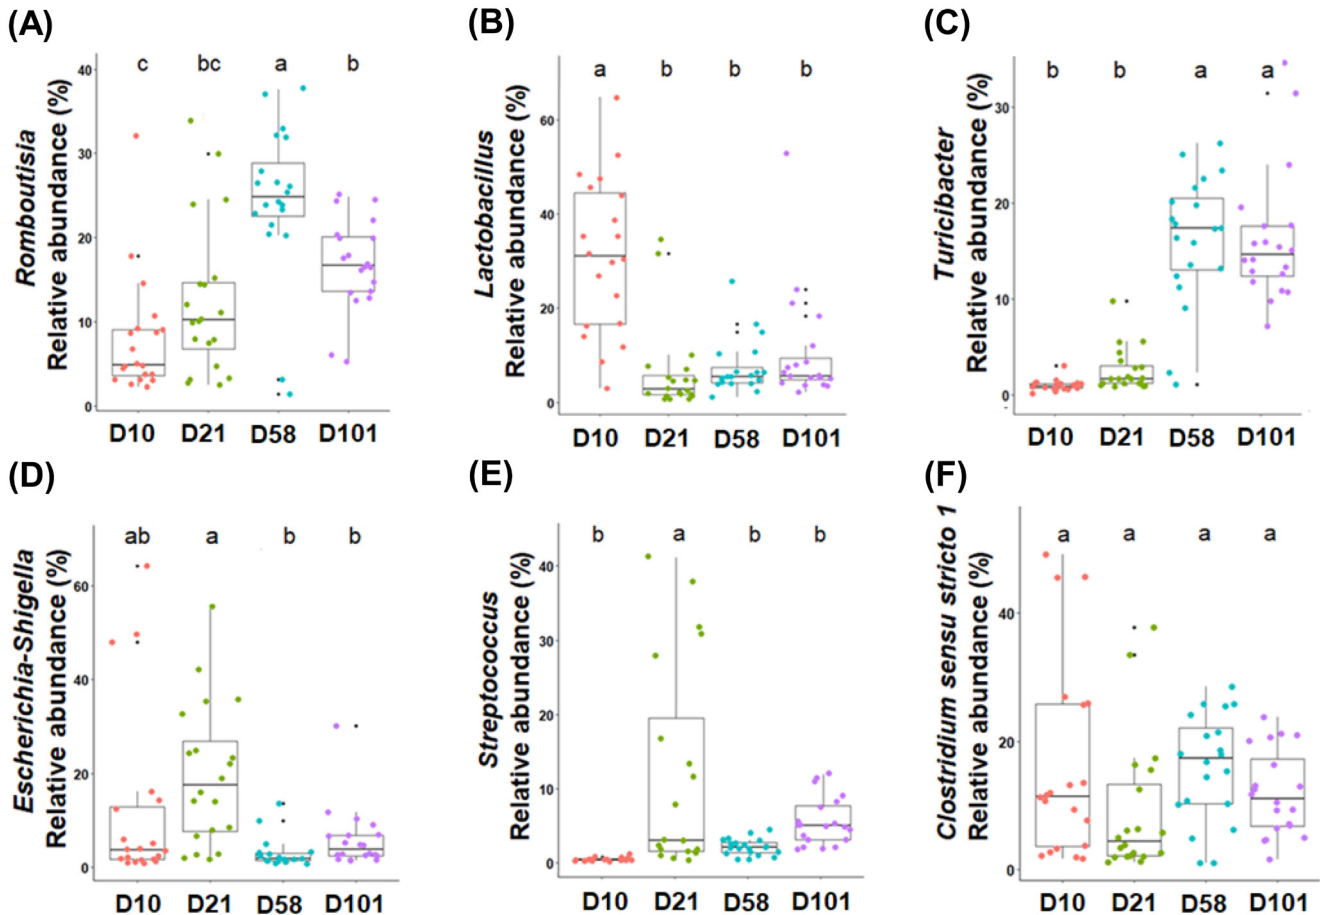 (A)
c bc a b
40
30
20
10
0
Romboutisia
Relative abundance (%)
D10 D21 D58 D101
(B)
a b b b
60
40
20
0
Lactobacillus
Relative abundance (%)
D10 D21 D58 D101
(C)
b b a a
30
20
10
0
Turicibacter
Relative abundance (%)
D10 D21 D58 D101
(D)
ab a b b
60
40
20
0
Escherichia-Shigella
Relative abundance (%)
D10 D21 D58 D101
(E)
b a b b
40
30
20
10
0
Streptococcus
Relative abundance (%)
D10 D21 D58 D101
(F)
a a a a
40
20
0
Clostridium sensu stricto 1
Relative abundance (%)
D10 D21 D58 D101